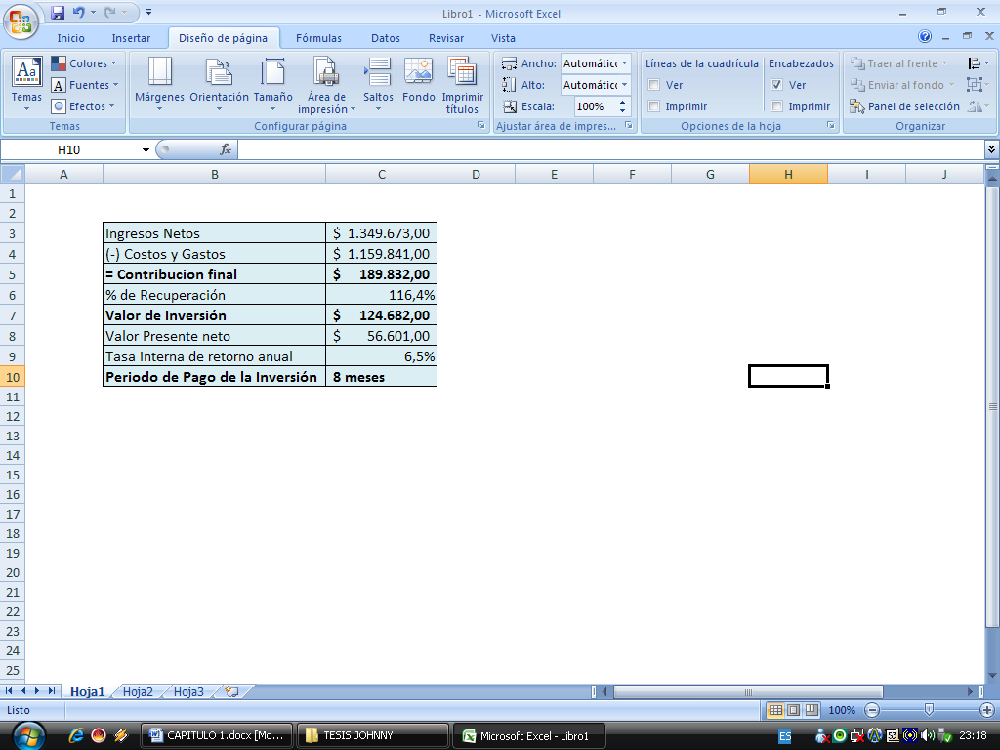 Libro1 - Microsoft Excel
Inicio Insertar Diseño de página Fórmulas Datos Revisar Vista
Aa Temas Colores Fuentes Efectos Temas
Márgenes Orientación Tamaño Área de impresión Saltos Fondo Imprimir títulos Configurar página
Ancho: Automático
Alto: Automático
Escala: 100%
Ajustar área de impres...
Líneas de la cuadrícula Encabezados
Ver Ver
Imprimir Imprimir
Opciones de la hoja
Traer al frente
Enviar al fondo
Panel de selección
Organizar
H10 fx
A B C D E F G H I J
1
2
3 Ingresos Netos $ 1.349.673,00
4 (-) Costos y Gastos $ 1.159.841,00
5 = Contribucion final $ 189.832,00
6 % de Recuperación 116,4%
7 Valor de Inversión $ 124.682,00
8 Valor Presente neto $ 56.601,00
9 Tasa interna de retorno anual 6,5%
10 Periodo de Pago de la Inversión 8 meses
11
12
13
14
15
16
17
18
19
20
21
22
23
24
25
Hoja1 Hoja2 Hoja3
Listo 100%
CAPITULO 1.docx [Mo... TESIS JOHNNY Microsoft Excel - Libro1 ES 23:18